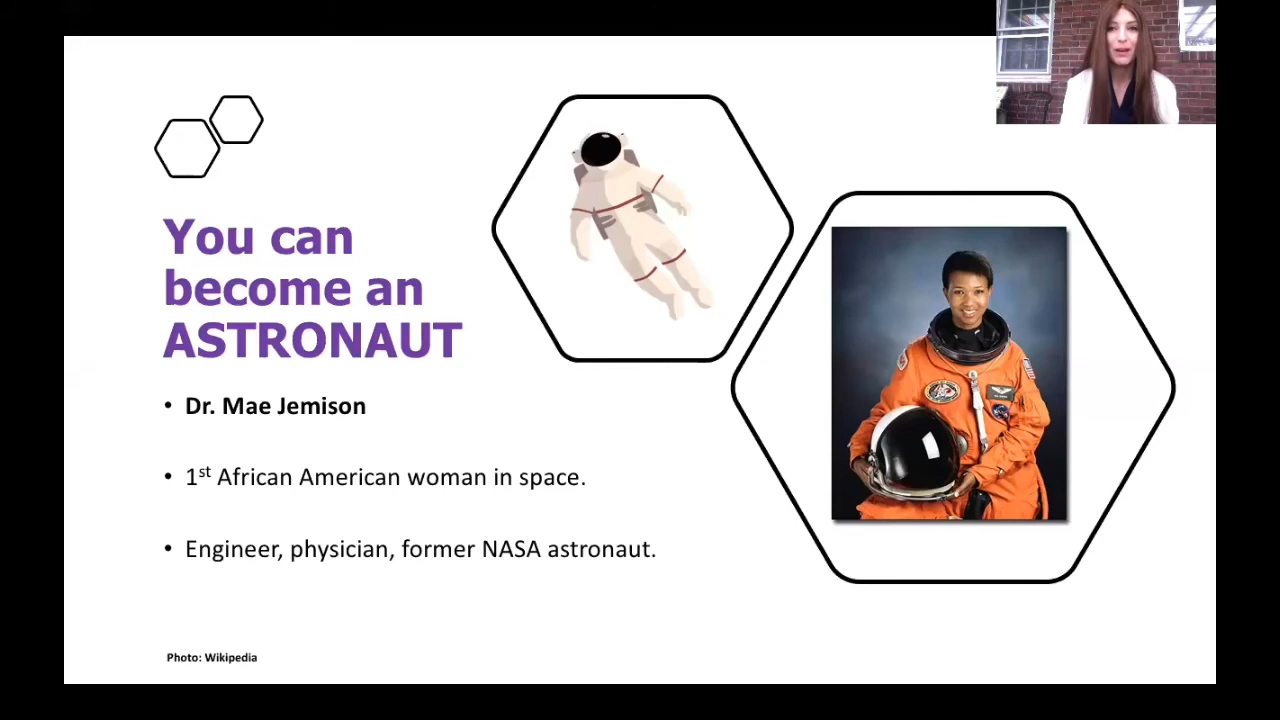 You can
become an
ASTRONAUT
• Dr. Mae Jemison
• 1st African American woman in space.
• Engineer, physician, former NASA astronaut.
Photo: Wikipedia